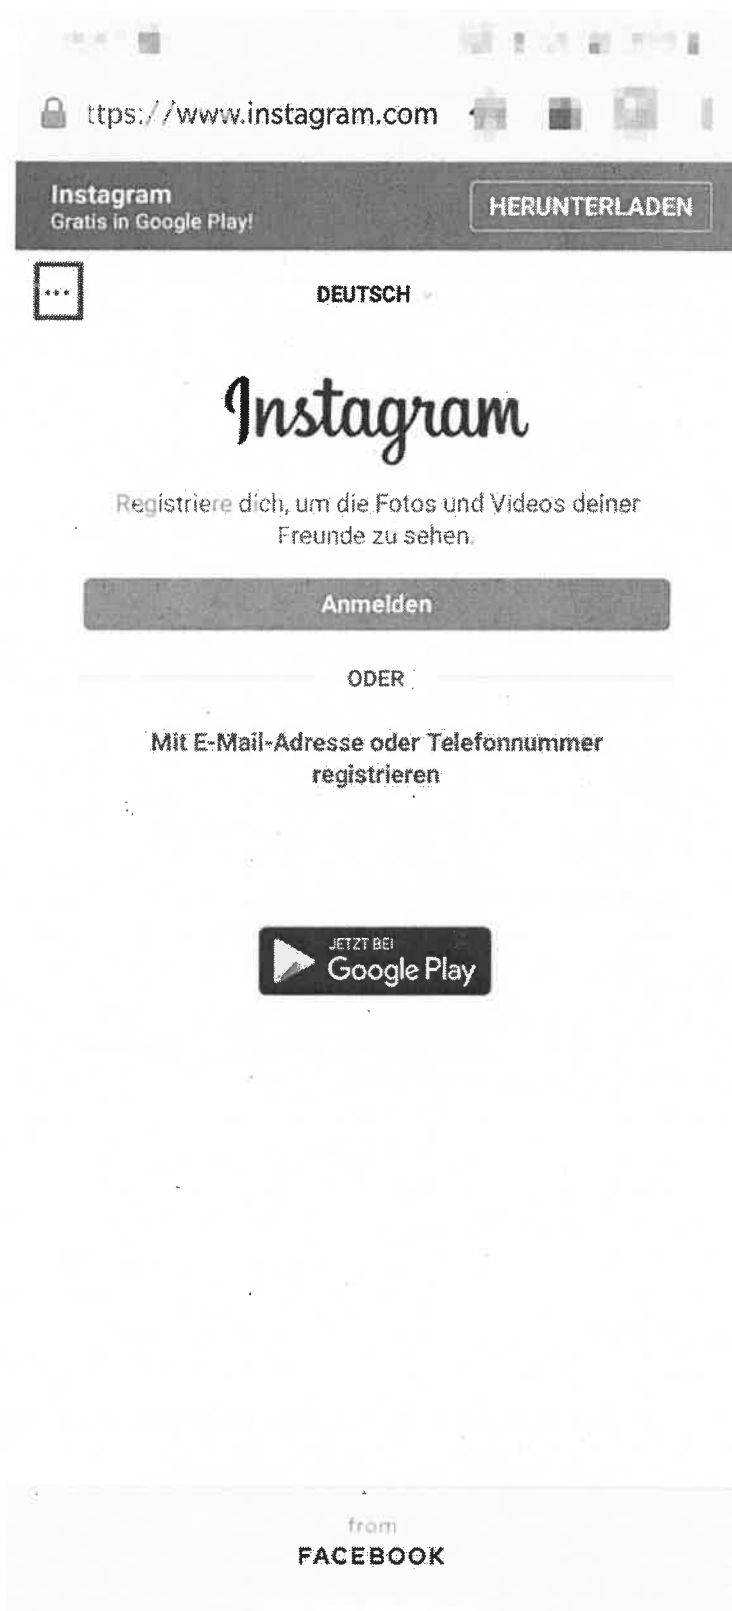 ttps://www.instagram.com
Instagram
Gratis in Google Play!
HERUNTERLADEN
...
DEUTSCH
Instagram
Registriere dich, um die Fotos und Videos deiner
Freunde zu sehen.
Anmelden
ODER
Mit E-Mail-Adresse oder Telefonnummer
registrieren
JETZT BEI
Google Play
from
FACEBOOK